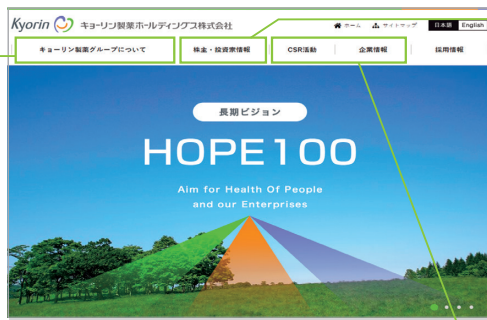 Kyorin キョーリン製薬ホールディングス株式会社
ホーム サイトマップ 日本語 English
キョーリン製薬グループについて 株主・投資家情報 CSR活動 企業情報 採用情報
長期ビジョン
HOPE100
Aim for Health Of People
and our Enterprises